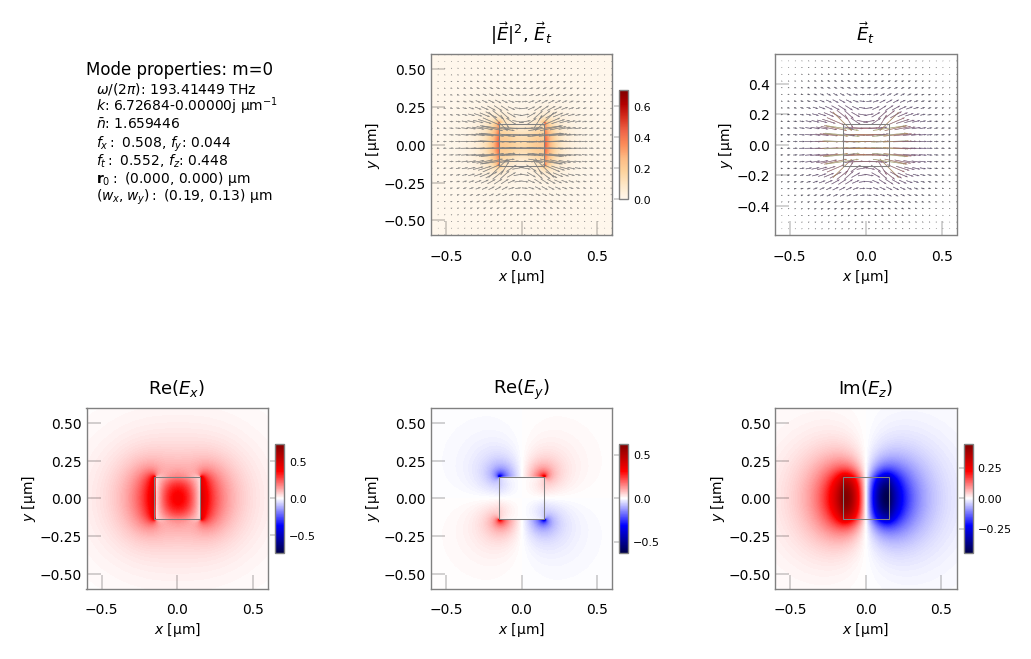 Mode properties: m=0
ω/(2π): 193.41449 THz
k: 6.72684-0.00000j μm⁻¹
n̄: 1.659446
fₓ: 0.508, f_y: 0.044
f_t: 0.552, f_z: 0.448
r₀: (0.000, 0.000) μm
(wₓ, w_y): (0.19, 0.13) μm
|E⃗|², E⃗_t
0.50
0.25
0.00
−0.25
−0.50
y [μm]
−0.5 0.0 0.5
x [μm]
0.6
0.4
0.2
0.0
E⃗_t
0.4
0.2
0.0
−0.2
−0.4
y [μm]
−0.5 0.0 0.5
x [μm]
Re(Eₓ)
0.50
0.25
0.00
−0.25
−0.50
y [μm]
−0.5 0.0 0.5
x [μm]
0.5
0.0
−0.5
Re(E_y)
0.50
0.25
0.00
−0.25
−0.50
y [μm]
−0.5 0.0 0.5
x [μm]
0.5
0.0
−0.5
Im(E_z)
0.50
0.25
0.00
−0.25
−0.50
y [μm]
−0.5 0.0 0.5
x [μm]
0.25
0.00
−0.25